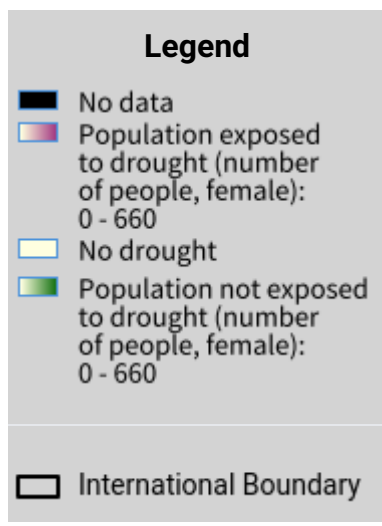 Legend
No data
Population exposed
to drought (number
of people, female):
0 - 660
No drought
Population not exposed
to drought (number
of people, female):
0 - 660
International Boundary